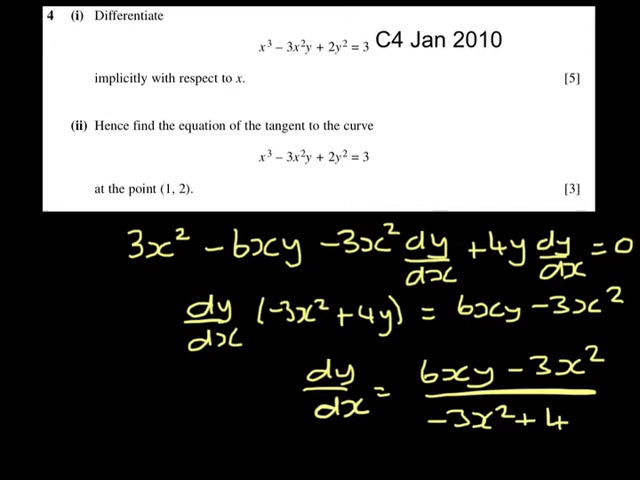 4 (i) Differentiate
x³ − 3x²y + 2y² = 3 C4 Jan 2010
implicitly with respect to x. [5]
(ii) Hence find the equation of the tangent to the curve
x³ − 3x²y + 2y² = 3
at the point (1, 2). [3]
3x² − 6xy − 3x² dy/dx + 4y dy/dx = 0
dy/dx (−3x² + 4y) = 6xy − 3x²
dy/dx = (6xy − 3x²)/(−3x² + 4